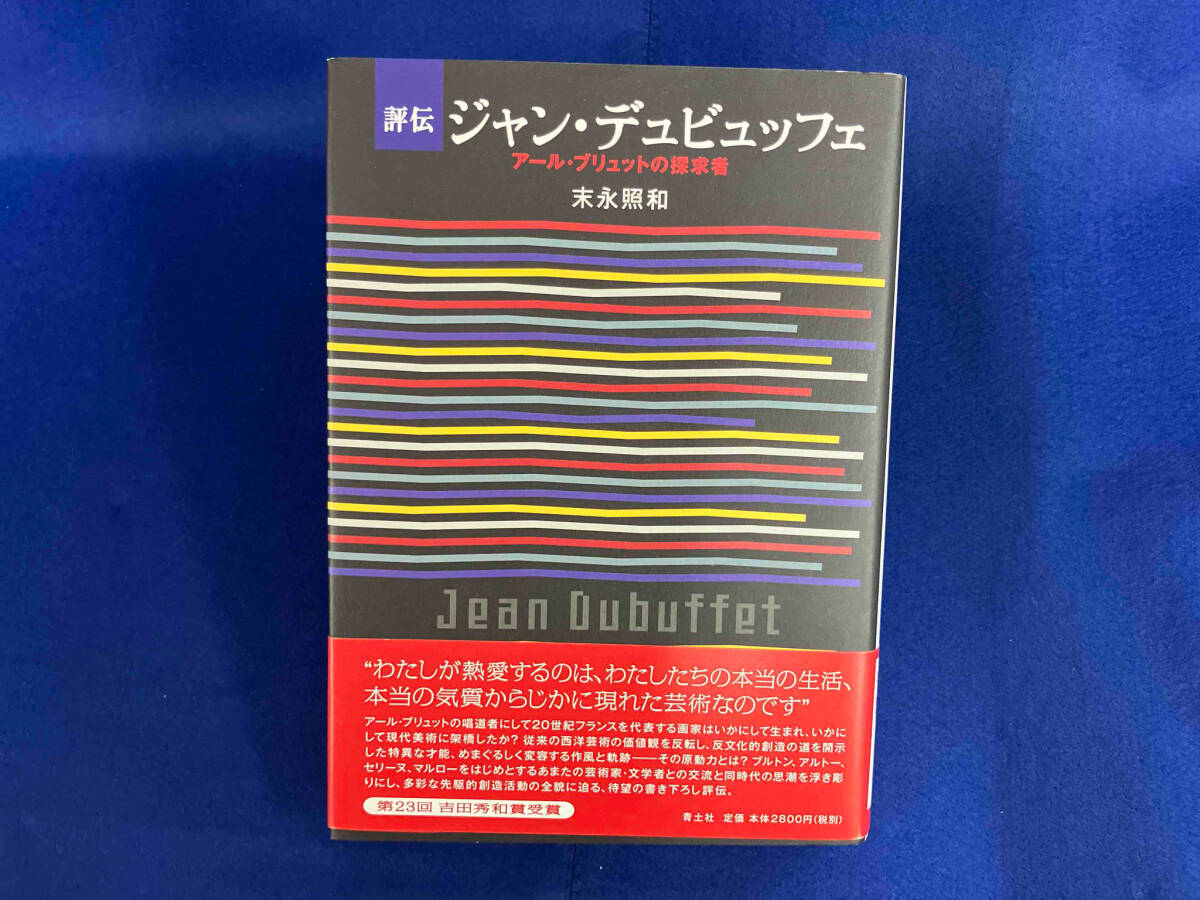 評伝 ジャン・デュビュッフェ
アール・ブリュットの探求者
末永照和
Jean Dubuffet
“わたしが熱愛するのは、わたしたちの本当の生活、
本当の気質からじかに現れた芸術なのです”
アール・ブリュットの唱道者にして20世紀フランスを代表する画家はいかにして生まれ、いかに
して現代美術に架橋したか? 従来の西洋芸術の価値観を反転し、反文化的創造の道を開示
した特異な才能、めまぐるしく変容する作風と軌跡――その原動力とは? ブルトン、アルトー、
セリーヌ、マルローをはじめとするあまたの芸術家・文学者との交流と同時代の思潮を浮き彫
りにし、多彩な先駆的創造活動の全貌に迫る、待望の書き下ろし評伝。
第23回 吉田秀和賞受賞
青土社 定価 本体2800円(税別)